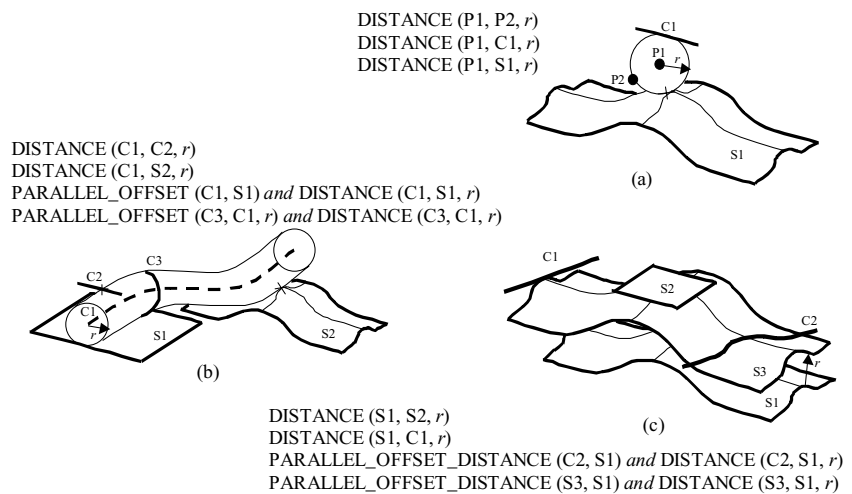 DISTANCE (P1, P2, r)
DISTANCE (P1, C1, r)
DISTANCE (P1, S1, r)
C1
P1
r
P2
S1
(a)
DISTANCE (C1, C2, r)
DISTANCE (C1, S2, r)
PARALLEL_OFFSET (C1, S1) and DISTANCE (C1, S1, r)
PARALLEL_OFFSET (C3, C1, r) and DISTANCE (C3, C1, r)
C3
C2
C1
r
S1
S2
(b)
C1
S2
C2
S3
r
S1
(c)
DISTANCE (S1, S2, r)
DISTANCE (S1, C1, r)
PARALLEL_OFFSET_DISTANCE (C2, S1) and DISTANCE (C2, S1, r)
PARALLEL_OFFSET_DISTANCE (S3, S1) and DISTANCE (S3, S1, r)